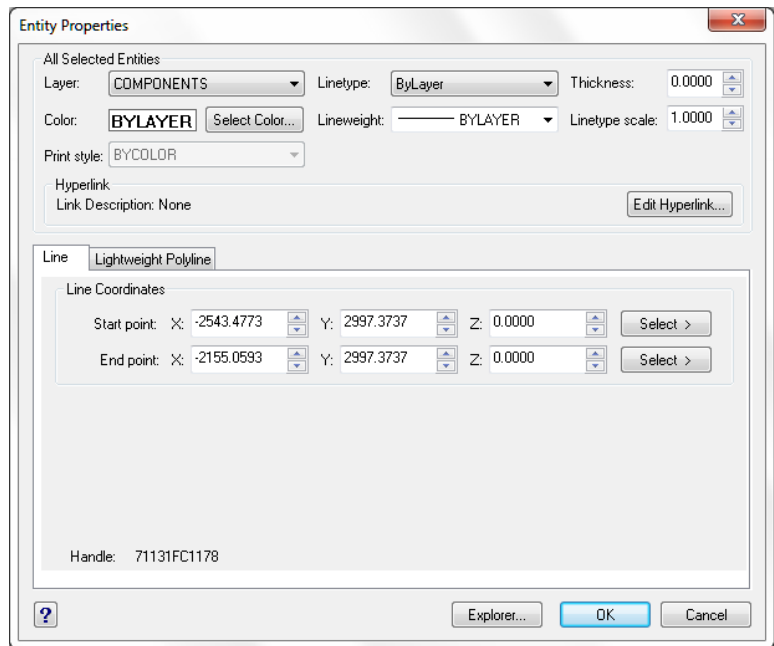 Entity Properties
All Selected Entities
Layer: COMPONENTS Linetype: ByLayer Thickness: 0.0000
Color: BYLAYER Select Color... Lineweight: BYLAYER Linetype scale: 1.0000
Print style: BYCOLOR
Hyperlink
Link Description: None Edit Hyperlink...
Line Lightweight Polyline
Line Coordinates
Start point: X: -2543.4773 Y: 2997.3737 Z: 0.0000 Select >
End point: X: -2155.0593 Y: 2997.3737 Z: 0.0000 Select >
Handle: 71131FC1178
? Explorer... OK Cancel